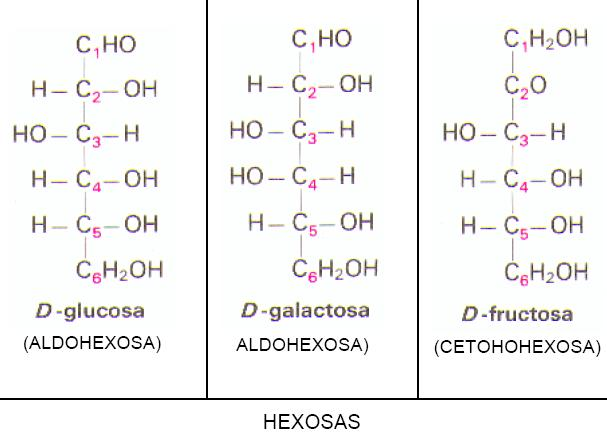 C1HO
H–C2–OH
HO–C3–H
H–C4–OH
H–C5–OH
C6H2OH
D-glucosa
(ALDOHEXOSA)
C1HO
H–C2–OH
HO–C3–H
HO–C4–H
H–C5–OH
C6H2OH
D-galactosa
ALDOHEXOSA)
C1H2OH
C2O
HO–C3–H
H–C4–OH
H–C5–OH
C6H2OH
D-fructosa
(CETOHOHEXOSA)
HEXOSAS